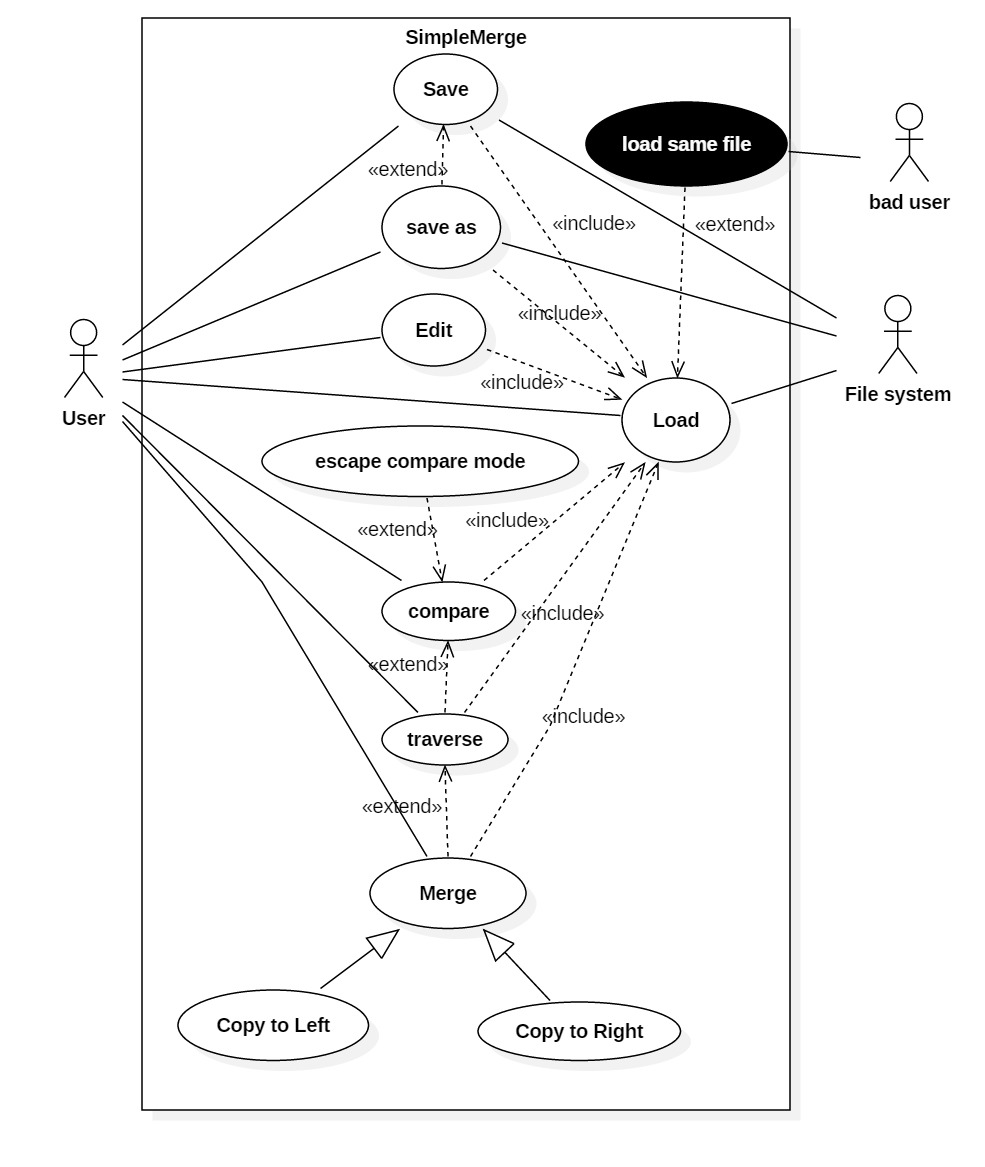 SimpleMerge
Save
load same file
«extend»
bad user
save as
«include»
«extend»
«include»
Edit
«include»
File system
User
Load
escape compare mode
«extend»
«include»
compare
«include»
«extend»
«include»
traverse
«extend»
Merge
Copy to Left
Copy to Right